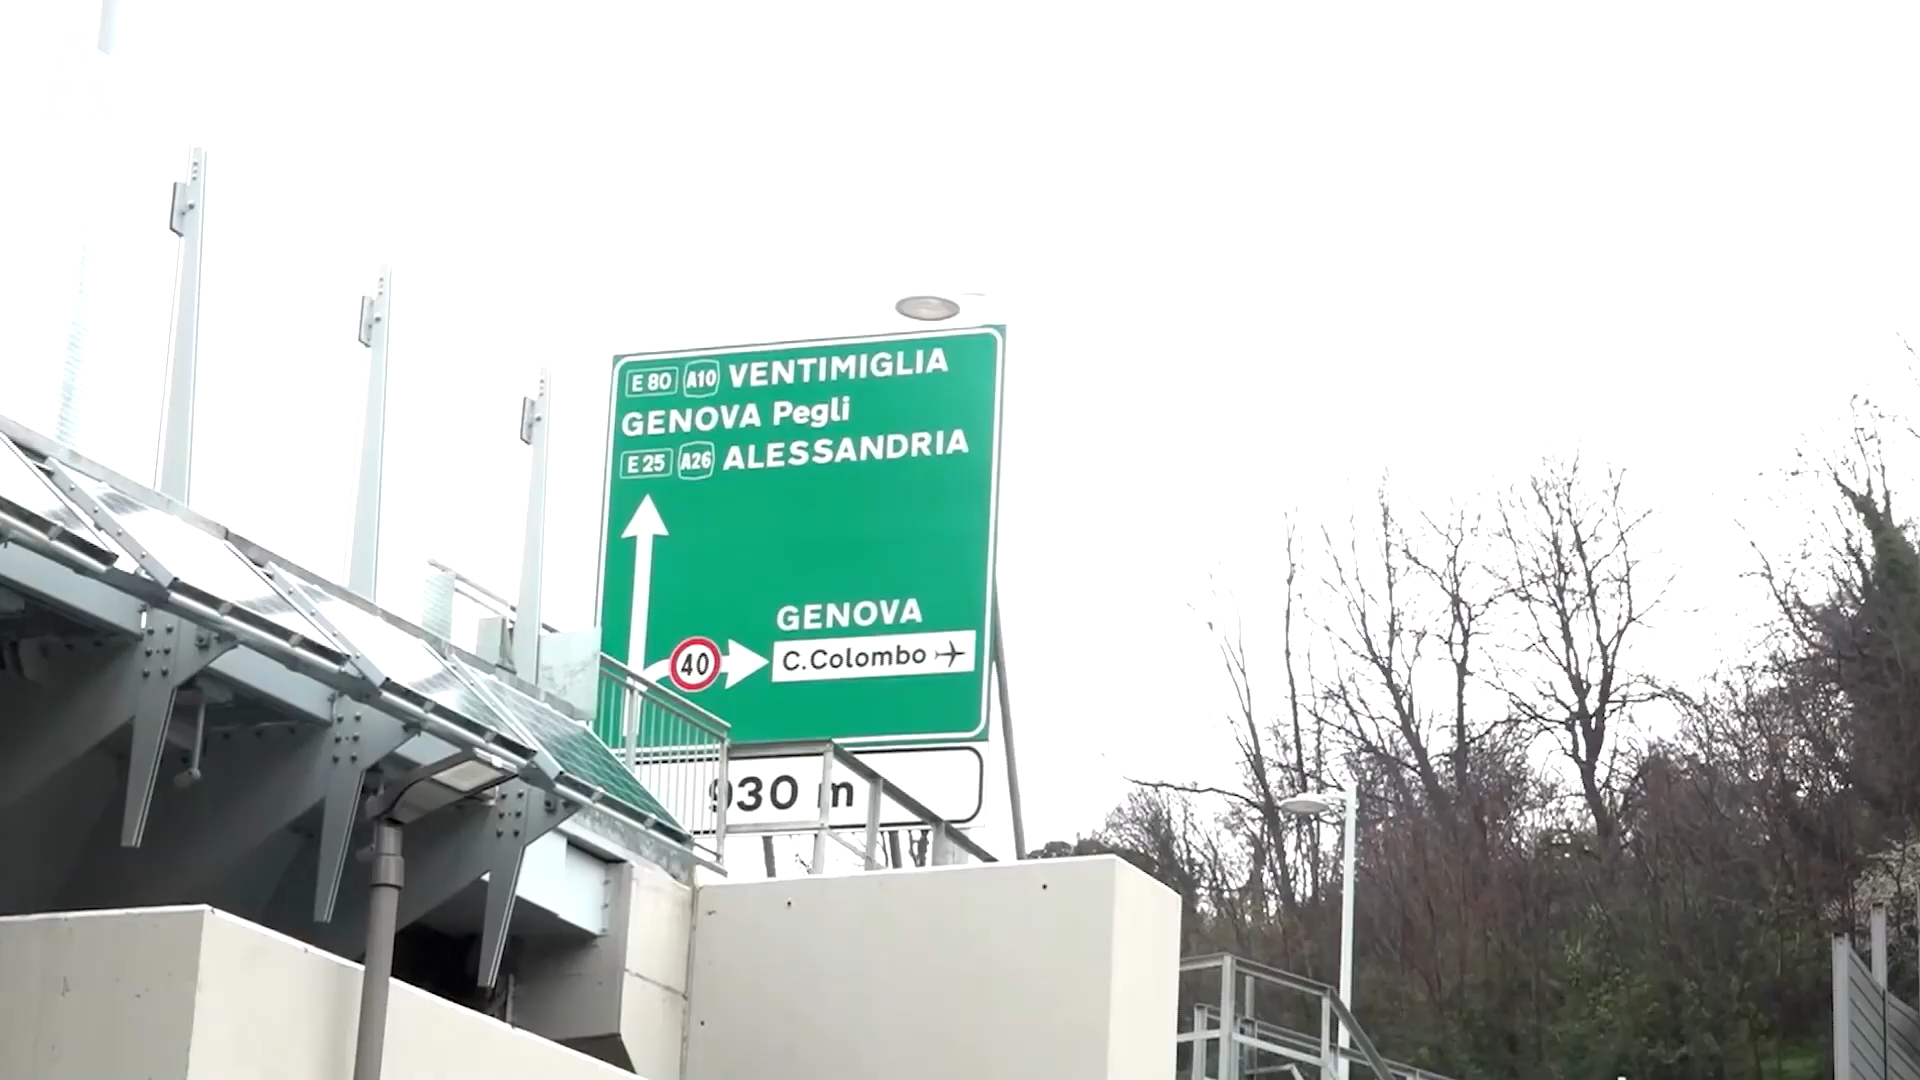 E 80 A10 VENTIMIGLIA
GENOVA Pegli
E 25 A26 ALESSANDRIA
GENOVA
40 C.Colombo
930 m